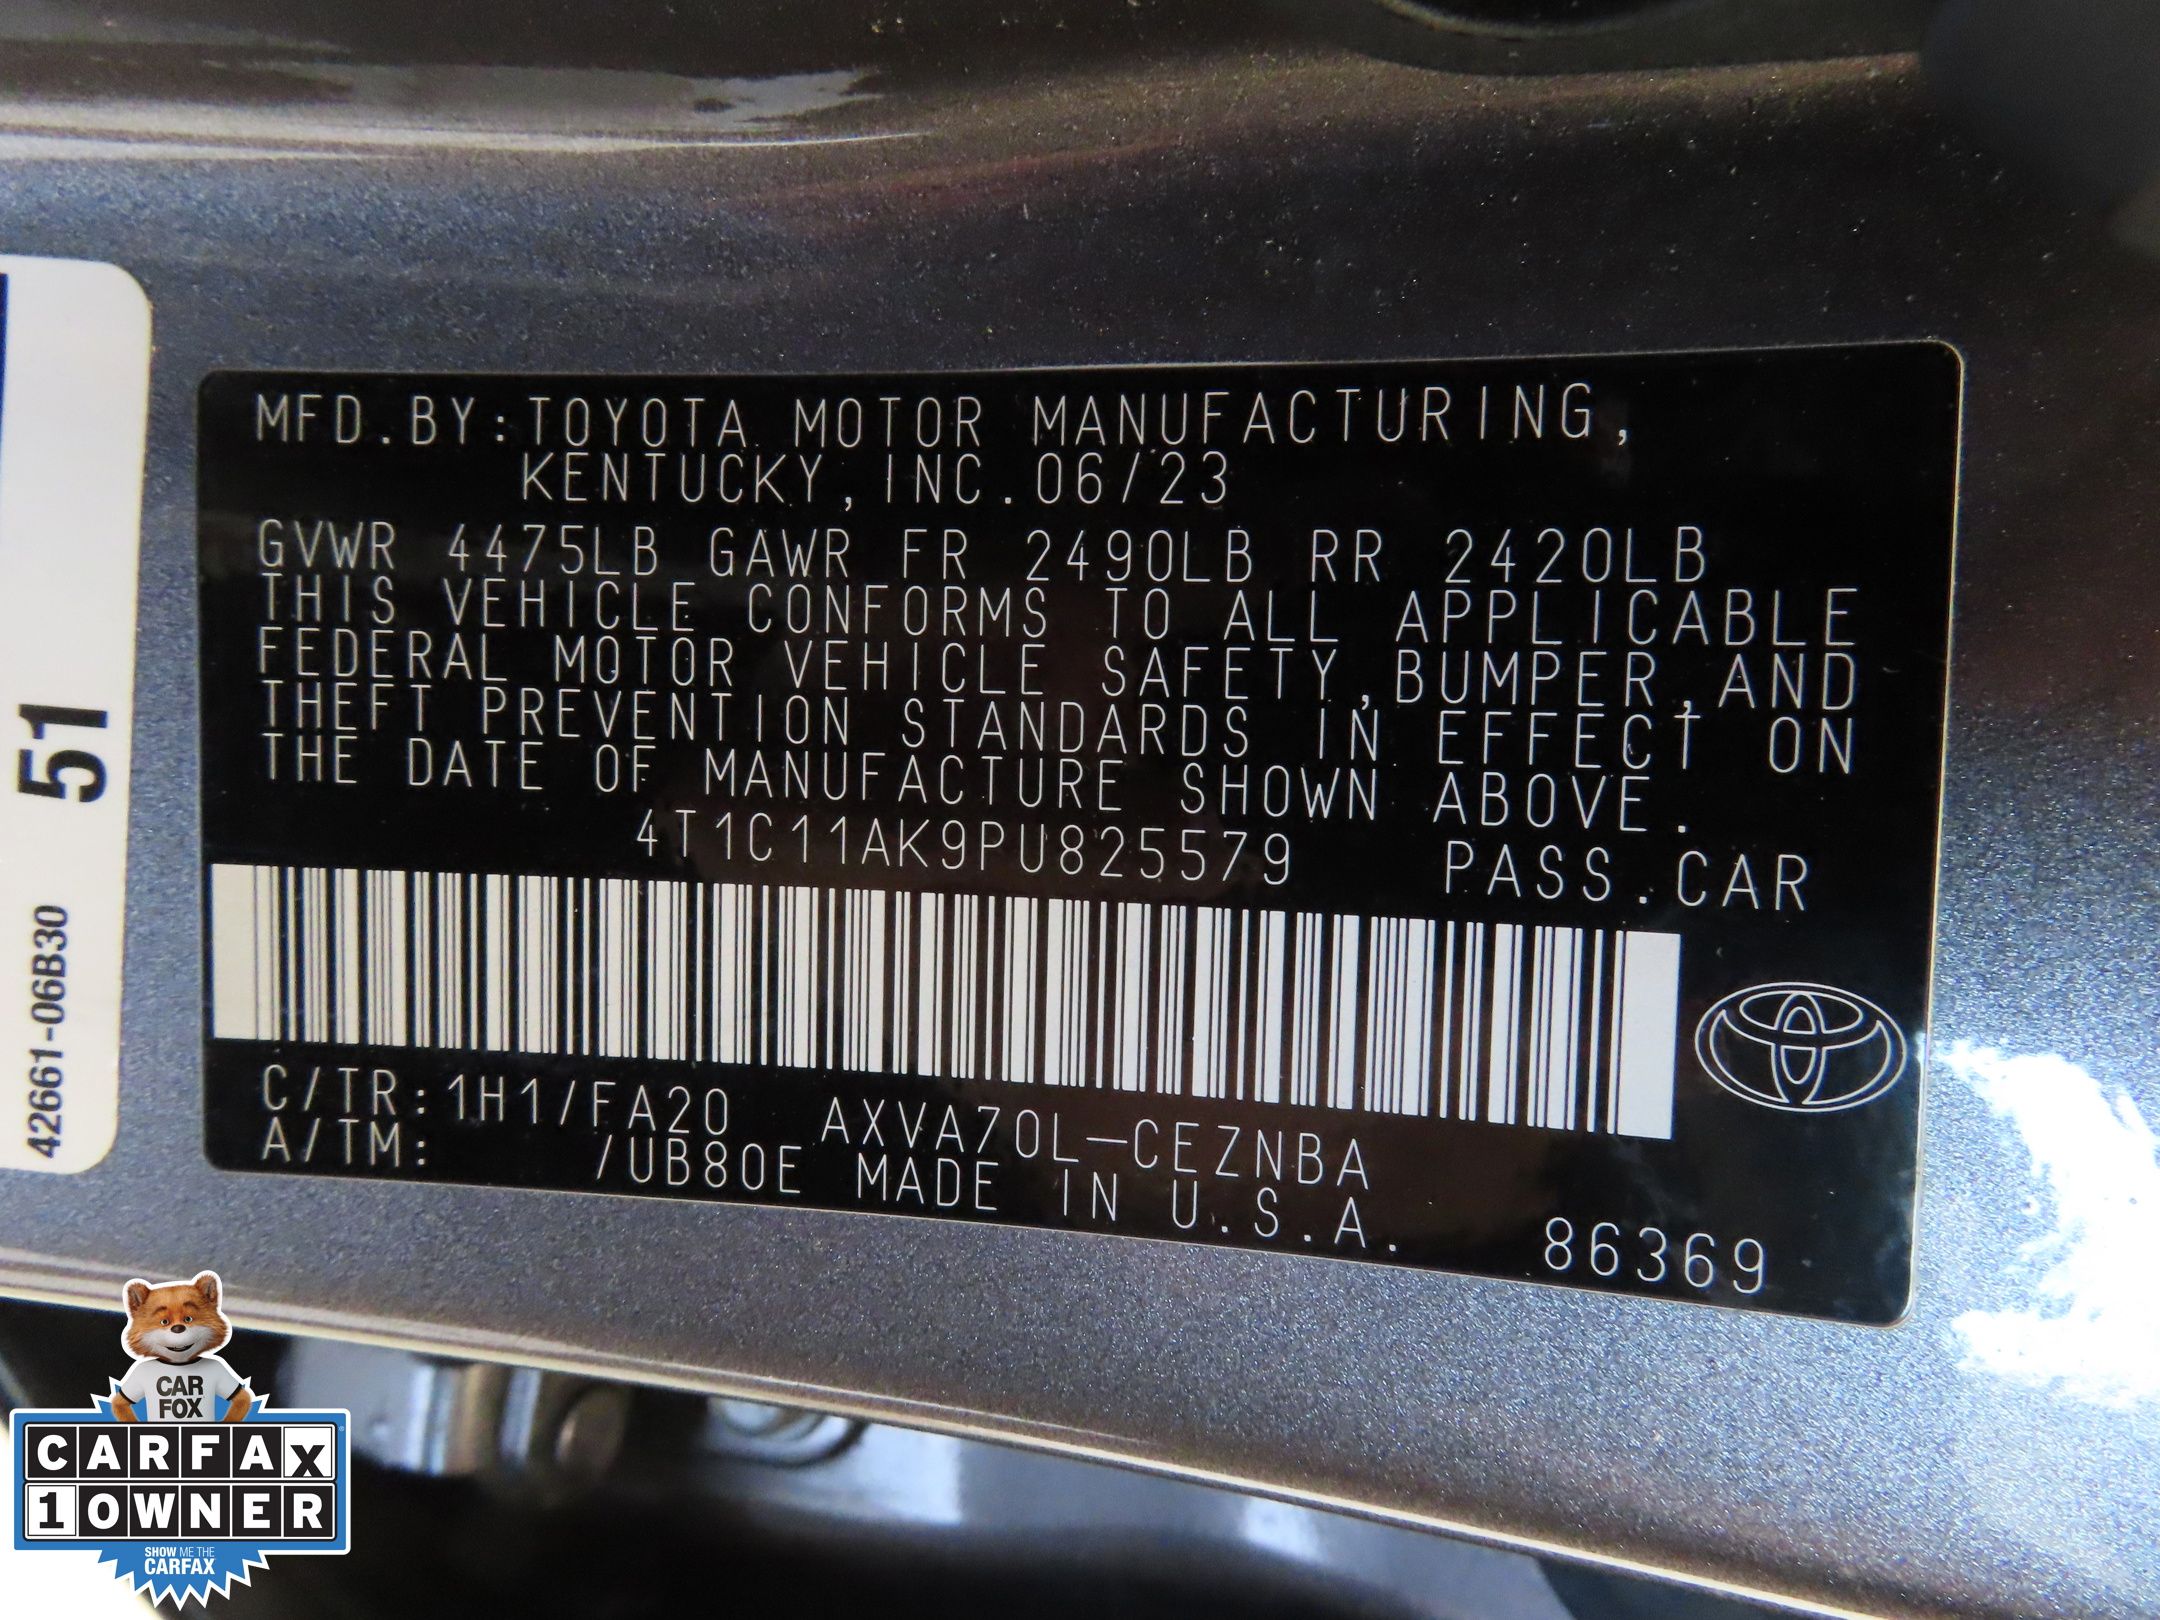 MFD.BY:TOYOTA MOTOR MANUFACTURING,
KENTUCKY, INC. 06/23
GVWR 4475LB GAWR FR 2490LB RR 2420LB
THIS VEHICLE CONFORMS TO ALL APPLICABLE
FEDERAL MOTOR VEHICLE SAFETY, BUMPER, AND
THEFT PREVENTION STANDARDS IN EFFECT ON
THE DATE OF MANUFACTURE SHOWN ABOVE.
4T1C11AK9PU825579 PASS.CAR
C/TR:1H1/FA20 AXVA70L-CEZNBA
A/TM: /UB80E MADE IN U.S.A.
86369
51
42661-06B30
CAR
FOX
CARFAX
1 OWNER
SHOW ME THE
CARFAX